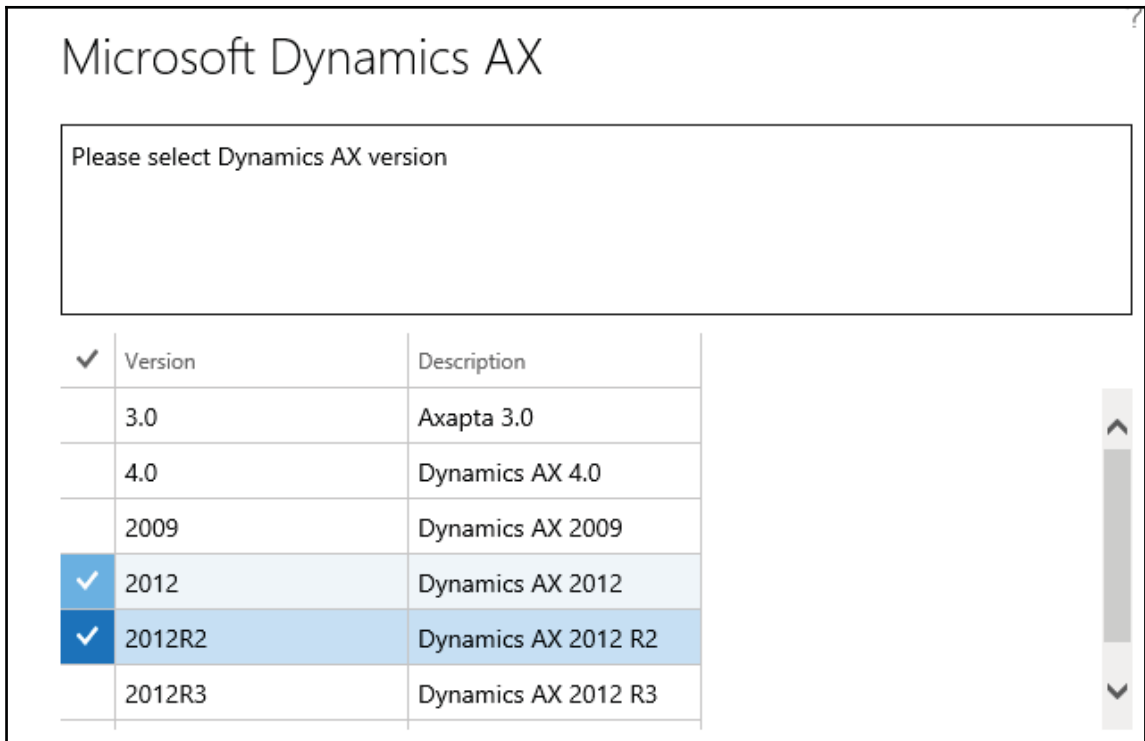 ?
Microsoft Dynamics AX
Please select Dynamics AX version
Version Description
3.0 Axapta 3.0
4.0 Dynamics AX 4.0
2009 Dynamics AX 2009
2012 Dynamics AX 2012
2012R2 Dynamics AX 2012 R2
2012R3 Dynamics AX 2012 R3